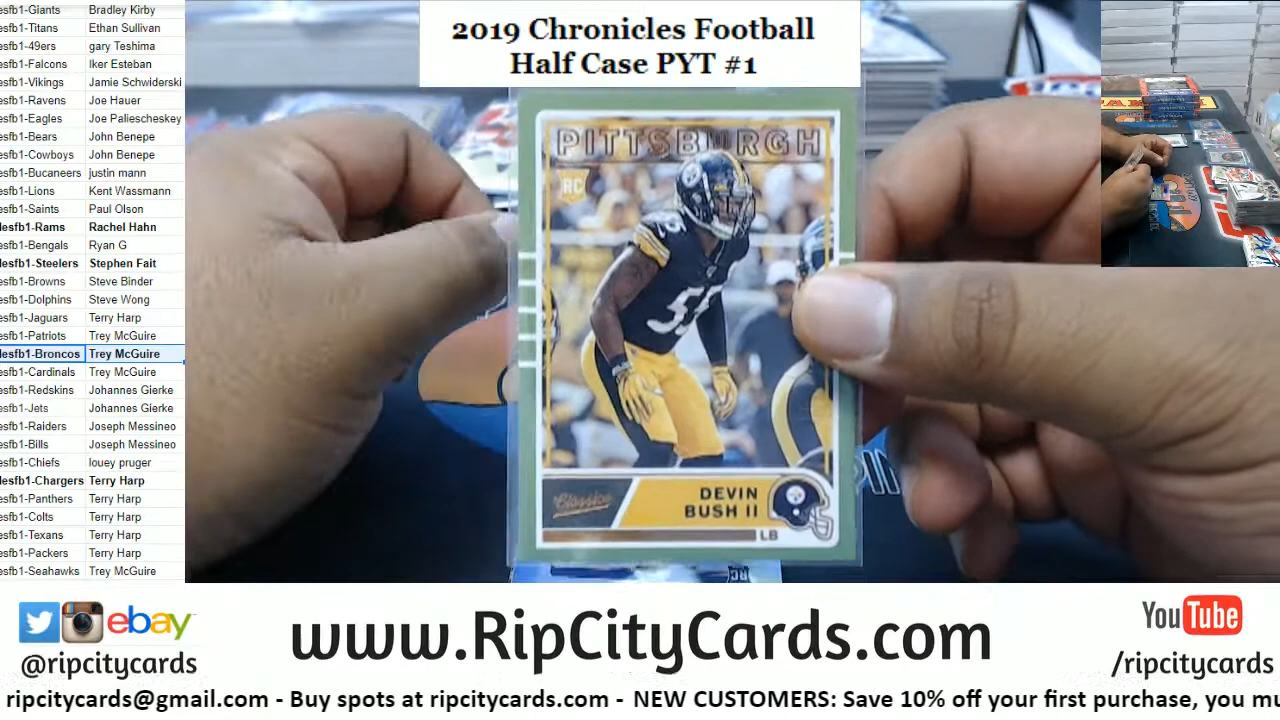 esfb1-Giants Bradley Kirby
esfb1-Titans Ethan Sullivan
esfb1-49ers gary Teshima
esfb1-Falcons Iker Esteban
esfb1-Vikings Jamie Schwiderski
esfb1-Ravens Joe Hauer
esfb1-Eagles Joe Paliescheskey
esfb1-Bears John Benepe
esfb1-Cowboys John Benepe
esfb1-Bucaneers justin mann
esfb1-Lions Kent Wassmann
esfb1-Saints Paul Olson
lesfb1-Rams Rachel Hahn
esfb1-Bengals Ryan G
lesfb1-Steelers Stephen Fait
esfb1-Browns Steve Binder
esfb1-Dolphins Steve Wong
esfb1-Jaguars Terry Harp
esfb1-Patriots Trey McGuire
lesfb1-Broncos Trey McGuire
esfb1-Cardinals Trey McGuire
esfb1-Redskins Johannes Gierke
esfb1-Jets Johannes Gierke
esfb1-Raiders Joseph Messineo
esfb1-Bills Joseph Messineo
esfb1-Chiefs louey pruger
lesfb1-Chargers Terry Harp
esfb1-Panthers Terry Harp
esfb1-Colts Terry Harp
esfb1-Texans Terry Harp
esfb1-Packers Terry Harp
esfb1-Seahawks Trey McGuire
2019 Chronicles Football
Half Case PYT #1
PITTSBURGH
RC
55
Classics
DEVIN
BUSH II
LB
RC
ebay
@ripcitycards
www.RipCityCards.com
YouTube
/ripcitycards
ripcitycards@gmail.com - Buy spots at ripcitycards.com - NEW CUSTOMERS: Save 10% off your first purchase, you mu